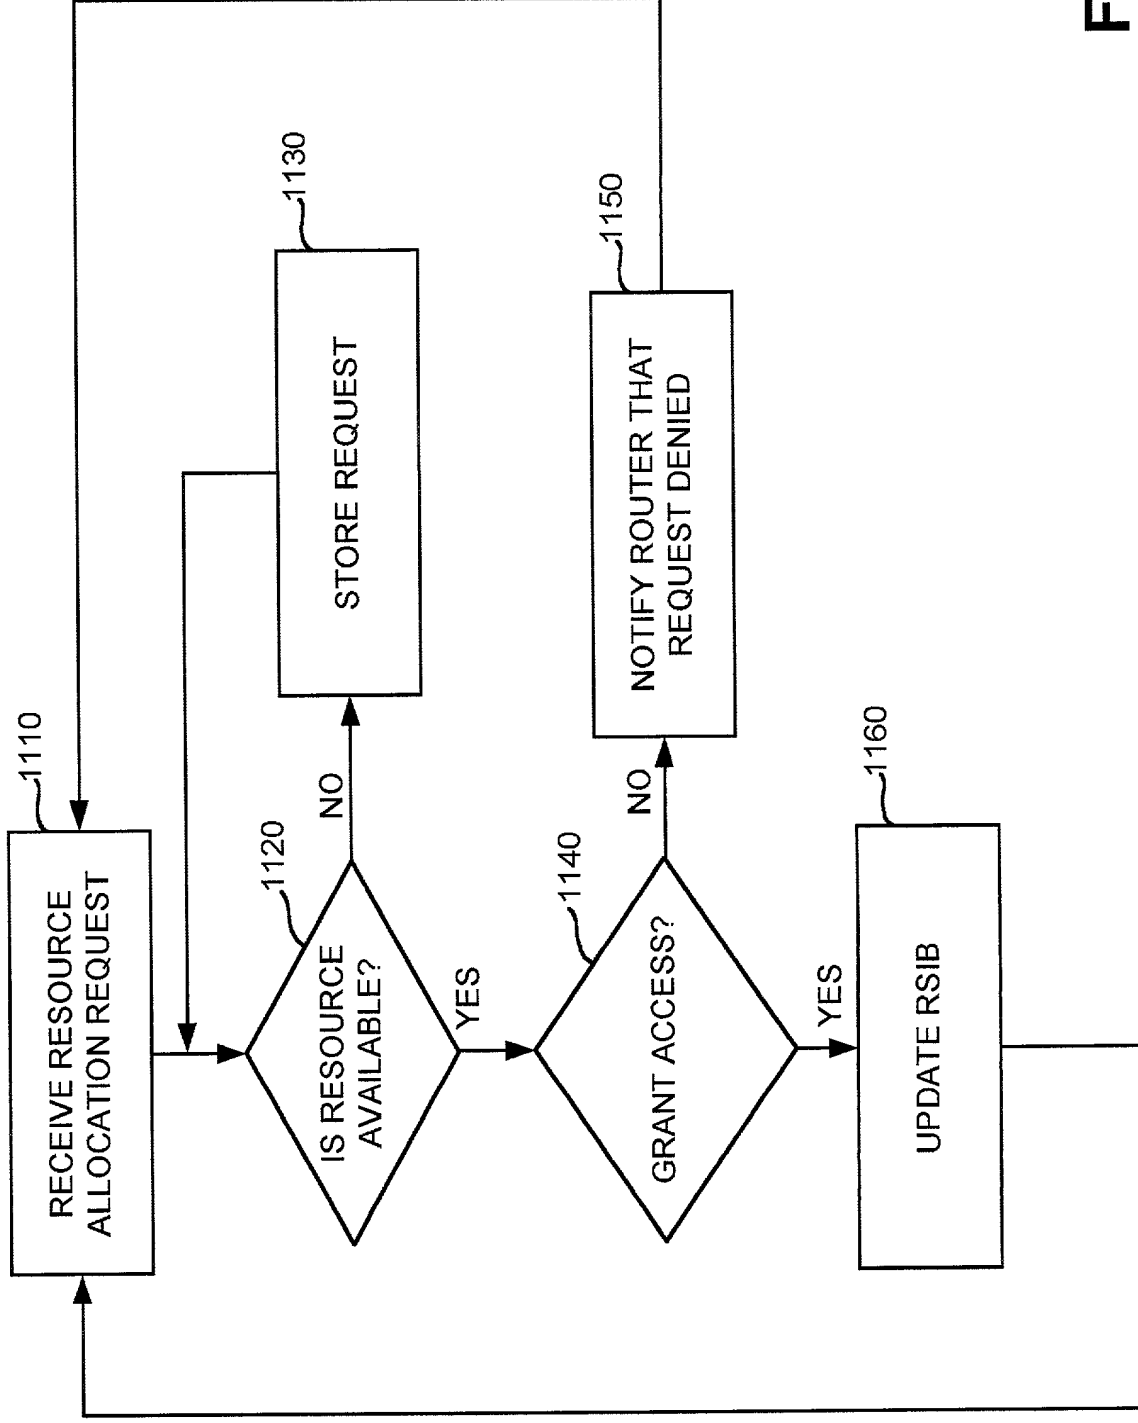 1110
RECEIVE RESOURCE
ALLOCATION REQUEST
1120
IS RESOURCE
AVAILABLE?
NO
1130
STORE REQUEST
YES
1140
GRANT ACCESS?
NO
1150
NOTIFY ROUTER THAT
REQUEST DENIED
YES
1160
UPDATE RSIB
F